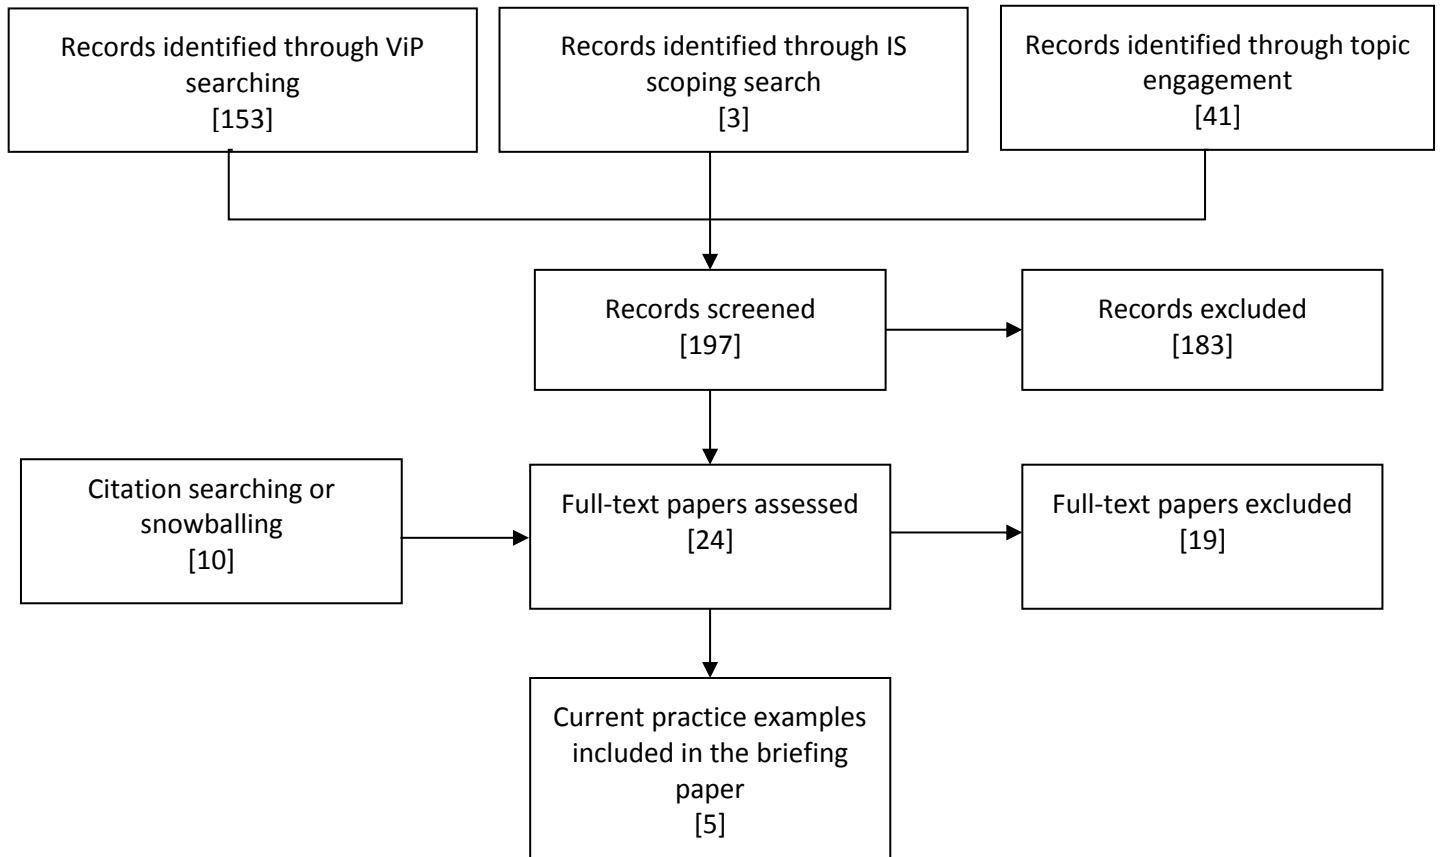 Records identified through ViP
searching
[153]
Records identified through IS
scoping search
[3]
Records identified through topic
engagement
[41]
Records screened
[197]
Records excluded
[183]
Citation searching or
snowballing
[10]
Full-text papers assessed
[24]
Full-text papers excluded
[19]
Current practice examples
included in the briefing
paper
[5]